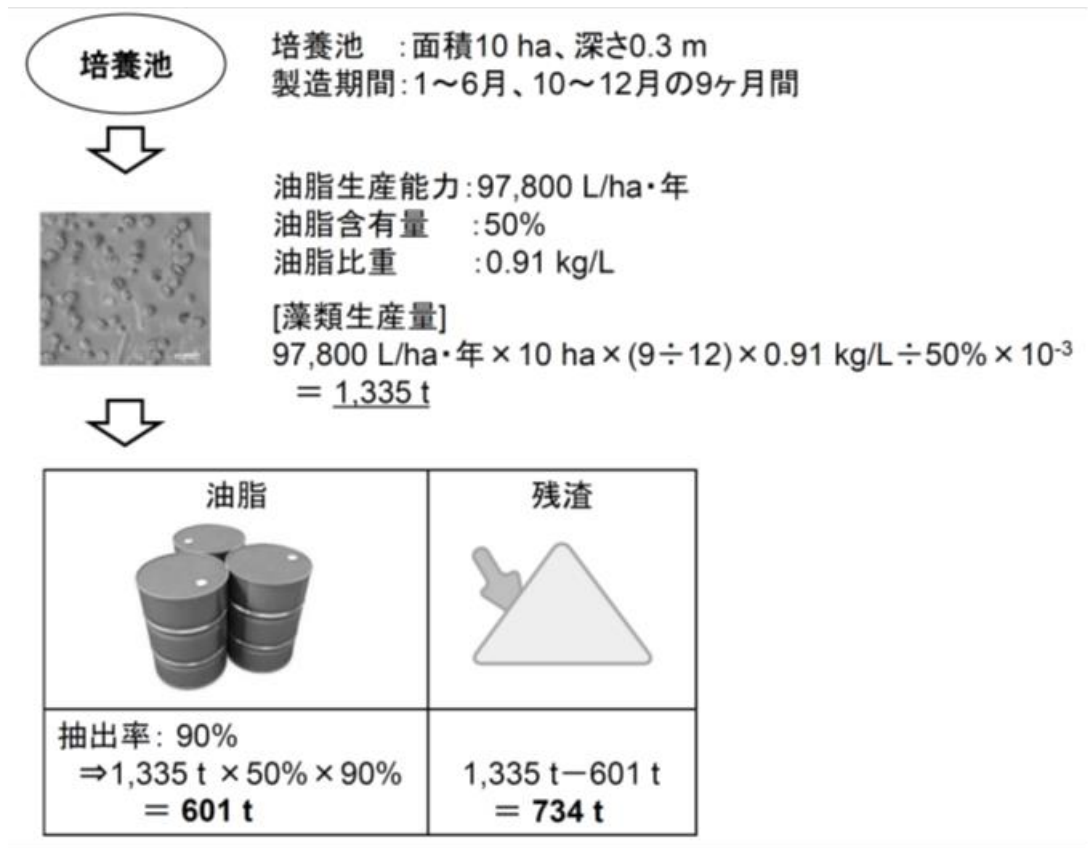 培養池
培養池 :面積10 ha、深さ0.3 m
製造期間:1～6月、10～12月の9ヶ月間
油脂生産能力:97,800 L/ha・年
油脂含有量 :50%
油脂比重 :0.91 kg/L
[藻類生産量]
97,800 L/ha・年×10 ha×(9÷12)×0.91 kg/L÷50%×10⁻³
＝ 1,335 t
油脂
残渣
抽出率: 90%
⇒1,335 t ×50%×90%
＝ 601 t
1,335 t－601 t
＝ 734 t